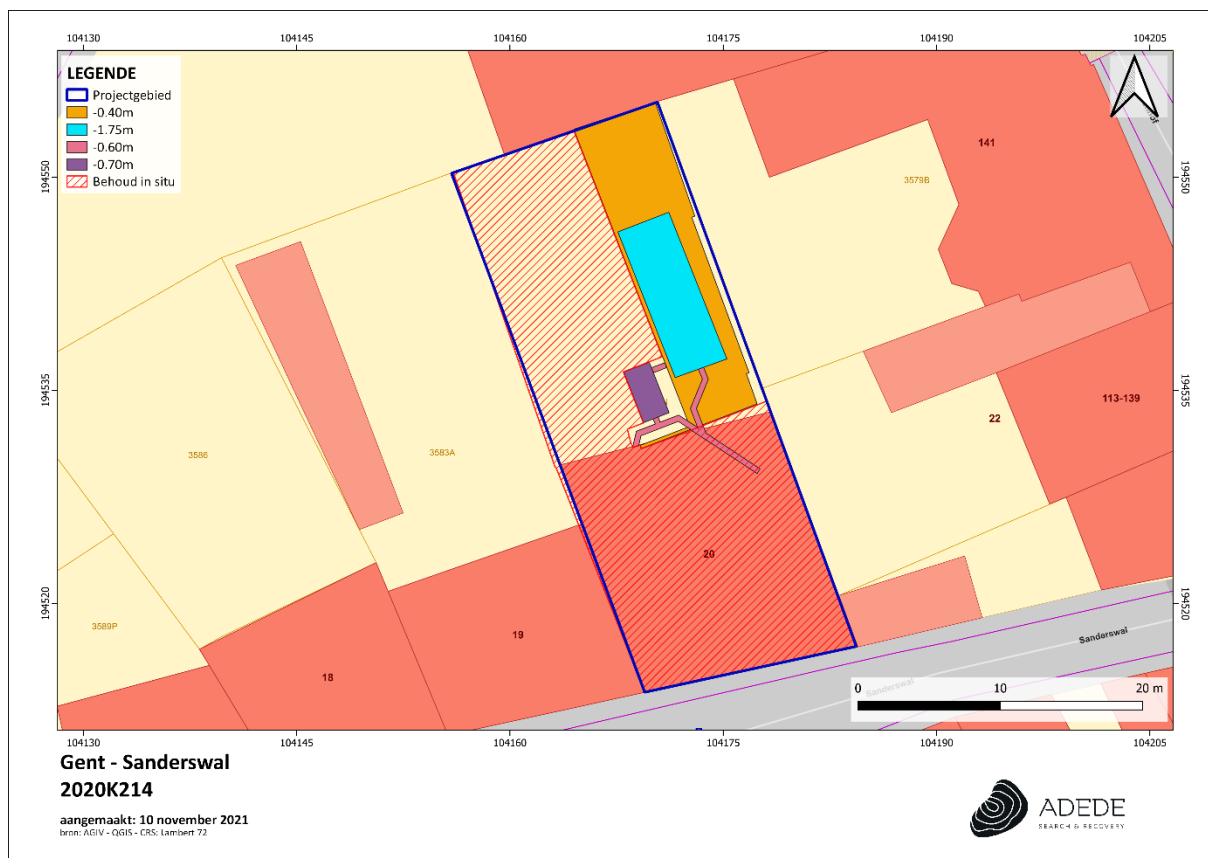 104130 104145 104160 104175 104190 104205
LEGENDE
Projectgebied
-0.40m
-1.75m
-0.60m
-0.70m
Behoud in situ
194550
194535
194520
194550
194535
194520
141
3579B
3586
3583A
22
113-139
20
19
18
3589P
Sanderswal
Sanderswal
0 10 20 m
104130 104145 104160 104175 104190 104205
Gent - Sanderswal
2020K214
aangemaakt: 10 november 2021
bron: AGIV - QGIS - CRS: Lambert 72
ADEDE
SEARCH & RECOVERY